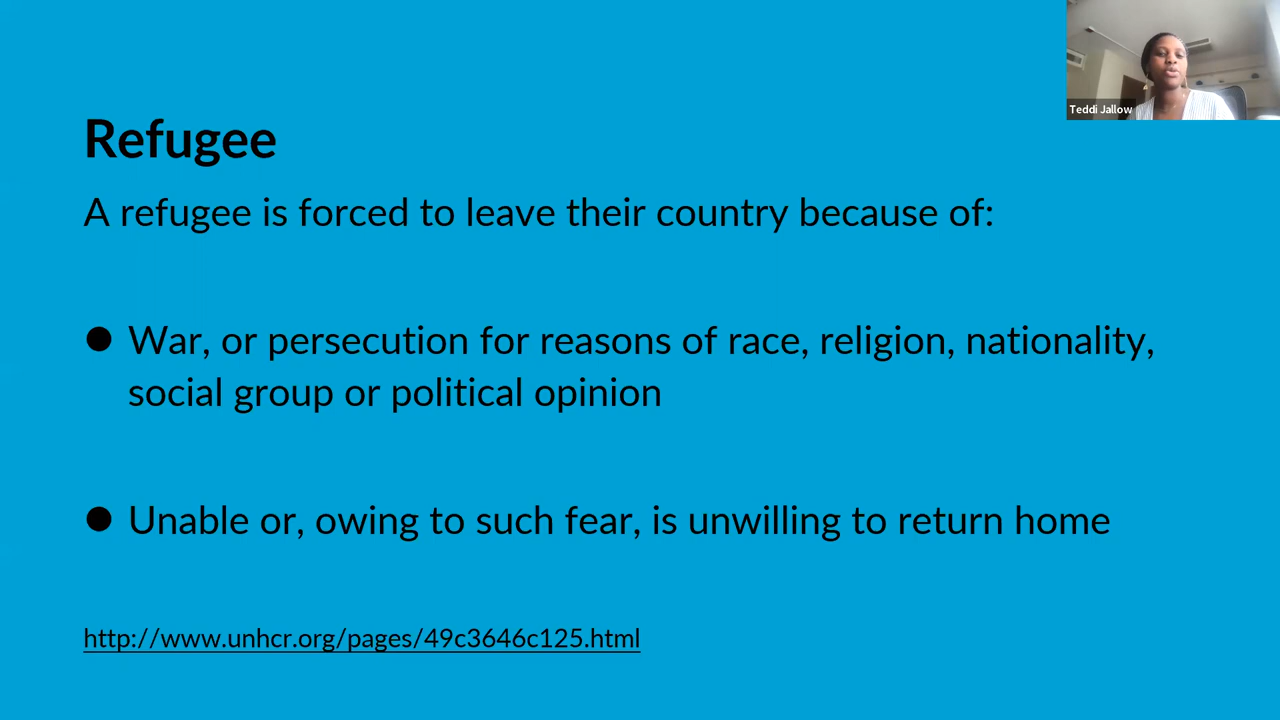 Teddi Jallow
Refugee
A refugee is forced to leave their country because of:
● War, or persecution for reasons of race, religion, nationality,
social group or political opinion
● Unable or, owing to such fear, is unwilling to return home
http://www.unhcr.org/pages/49c3646c125.html